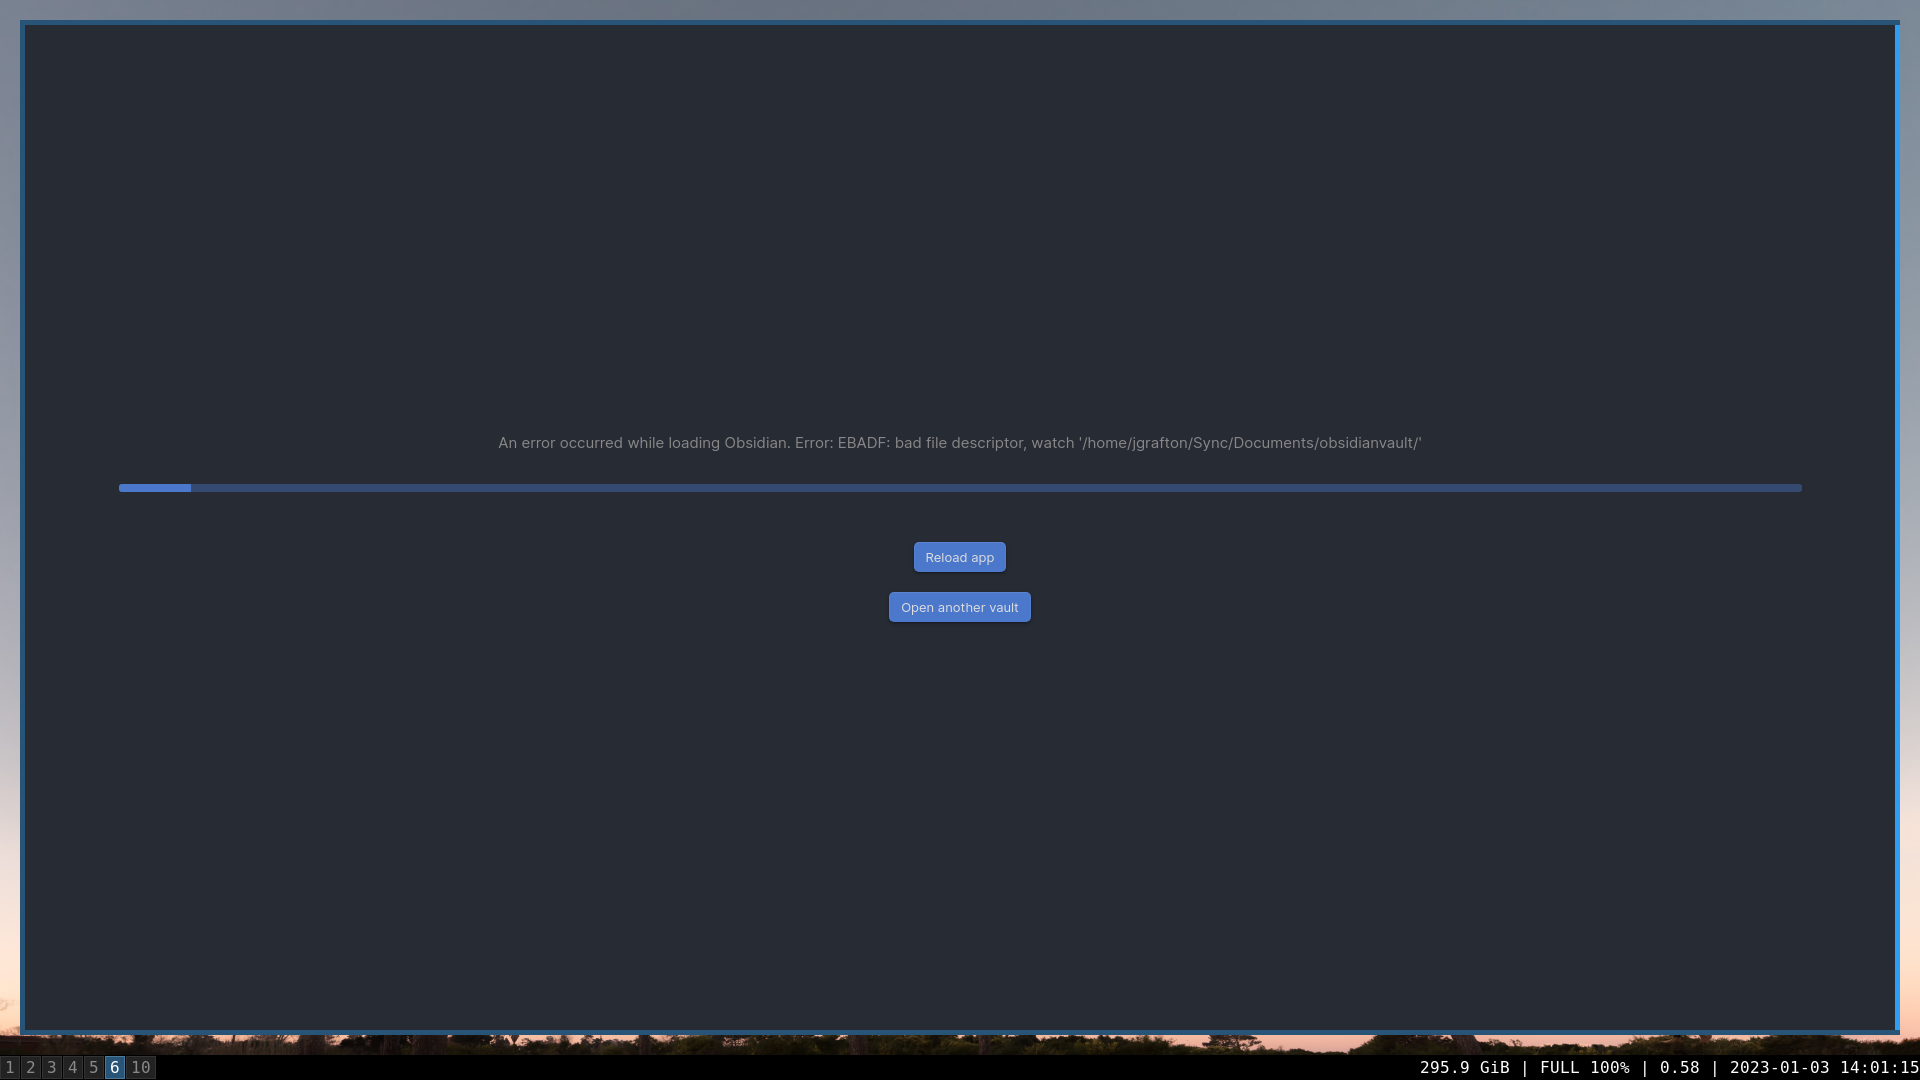 An error occurred while loading Obsidian. Error: EBADF: bad file descriptor, watch '/home/jgrafton/Sync/Documents/obsidianvault/'
Reload app
Open another vault
1 2 3 4 5 6 10 295.9 GiB | FULL 100% | 0.58 | 2023-01-03 14:01:15